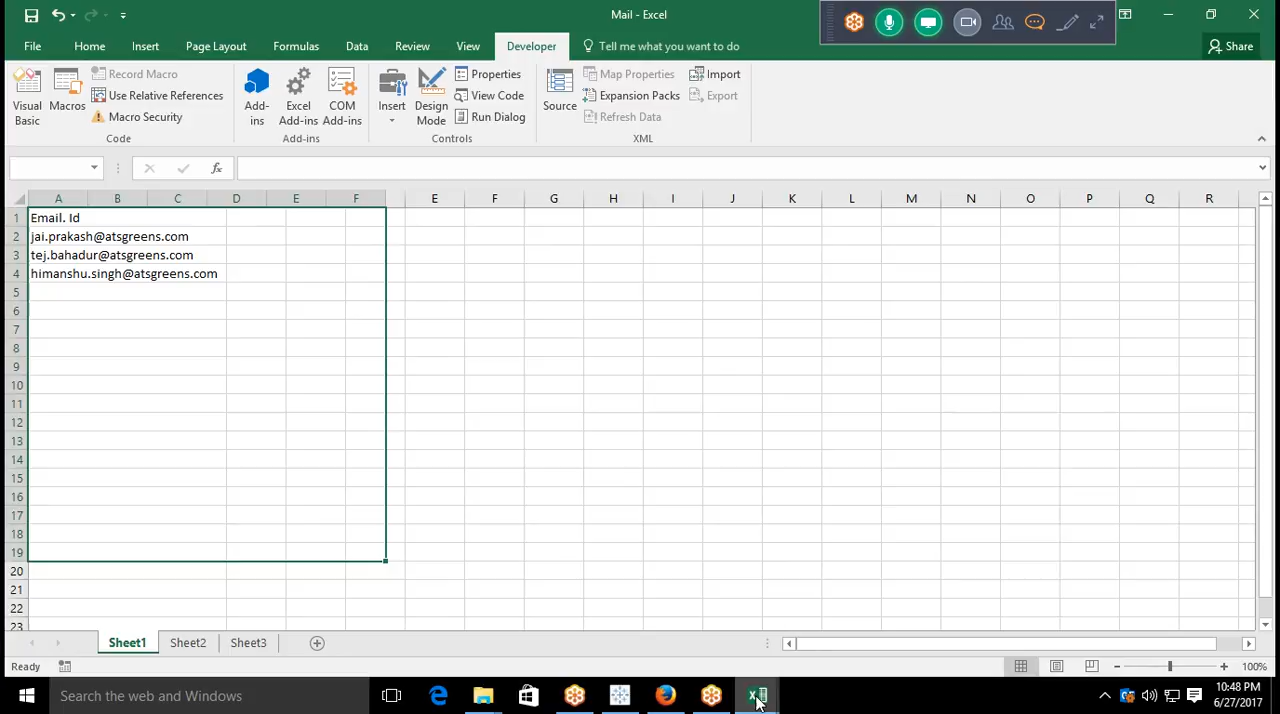 Mail - Excel
File Home Insert Page Layout Formulas Data Review View Developer Tell me what you want to do Share
Visual Basic
Macros
Record Macro
Use Relative References
Macro Security
Code
Add-ins
Excel Add-ins
COM Add-ins
Add-ins
Insert
Design Mode
Properties
View Code
Run Dialog
Controls
Source
Map Properties
Expansion Packs
Refresh Data
Import
Export
XML
fx
A B C D E F E F G H I J K L M N O P Q R
1 Email. Id
2 jai.prakash@atsgreens.com
3 tej.bahadur@atsgreens.com
4 himanshu.singh@atsgreens.com
5
6
7
8
9
10
11
12
13
14
15
16
17
18
19
20
21
22
23
Sheet1 Sheet2 Sheet3
Ready 100%
Search the web and Windows
10:48 PM
6/27/2017